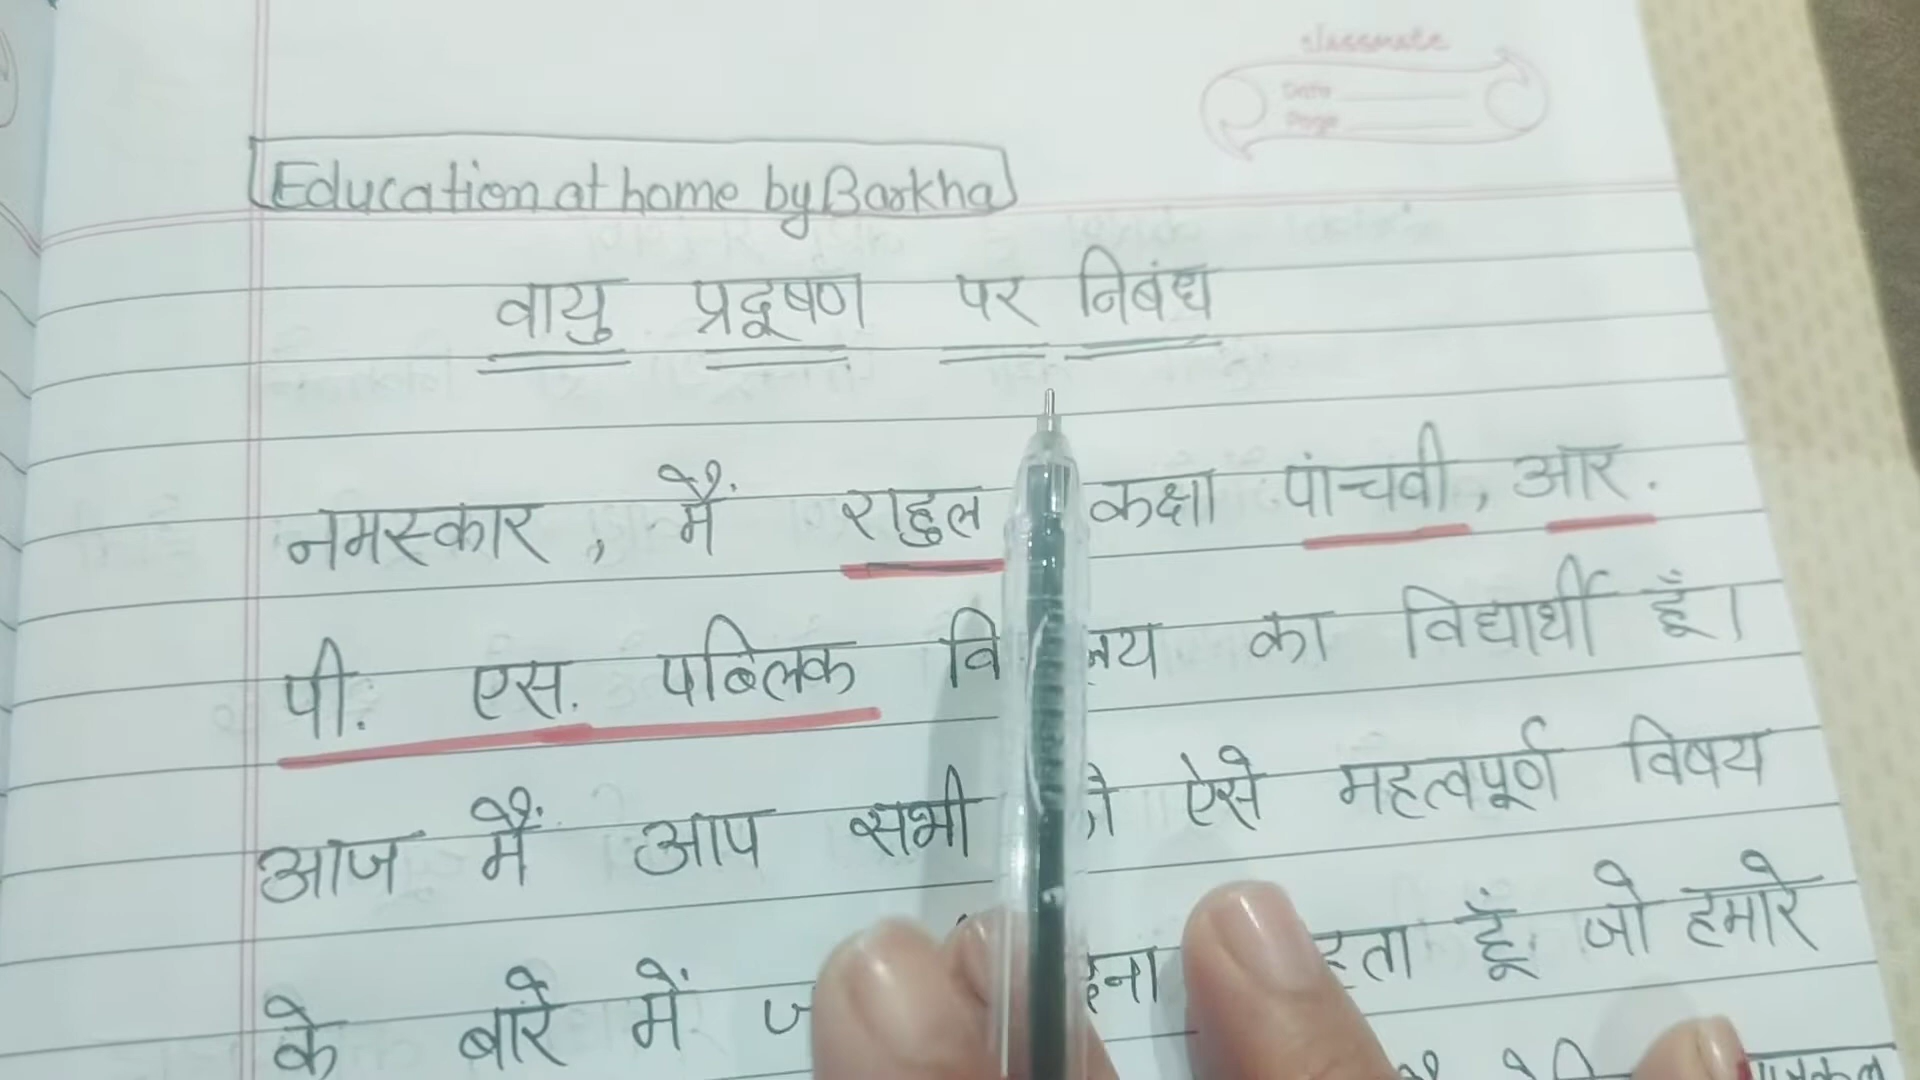 classmate
Date
Page
Education at home by Barkha
वायु प्रदूषण पर निबंध
नमस्कार, मैं राहुल कक्षा पांचवी, आर.
पी. एस. पब्लिक का विद्यार्थी हूँ।
आज मैं आप सभी ऐसे महत्वपूर्ण विषय
के बारे में हूँ जो हमारे